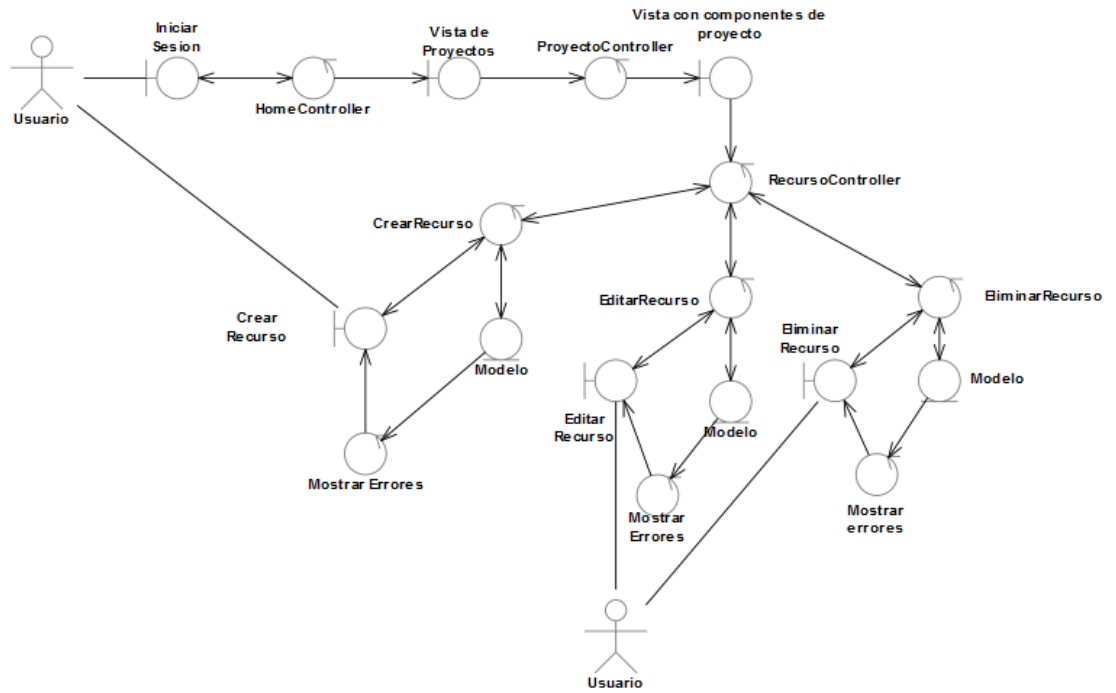 Iniciar
Sesion
Vista de
Proyectos
ProyectoController
Vista con componentes de
proyecto
HomeController
Usuario
RecursoController
CrearRecurso
EditarRecurso
EliminarRecurso
Crear
Recurso
Modelo
Eliminar
Recurso
Modelo
Editar
Recurso
Modelo
Mostrar Errores
Mostrar
Errores
Mostrar
errores
Usuario